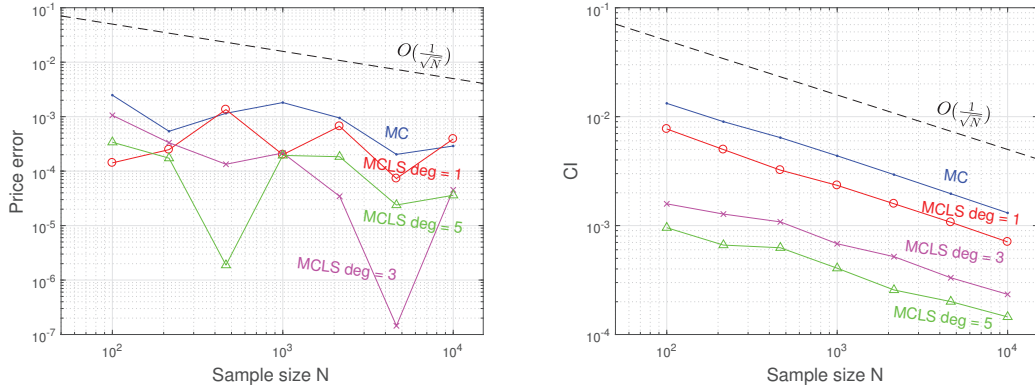 10^-1
10^-2
10^-3
10^-4
10^-5
10^-6
10^-7
Price error
O(1/√N)
MC
MCLS deg = 1
MCLS deg = 5
MCLS deg = 3
10^2
10^3
10^4
Sample size N
10^-1
10^-2
10^-3
10^-4
CI
O(1/√N)
MC
MCLS deg = 1
MCLS deg = 3
MCLS deg = 5
10^2
10^3
10^4
Sample size N